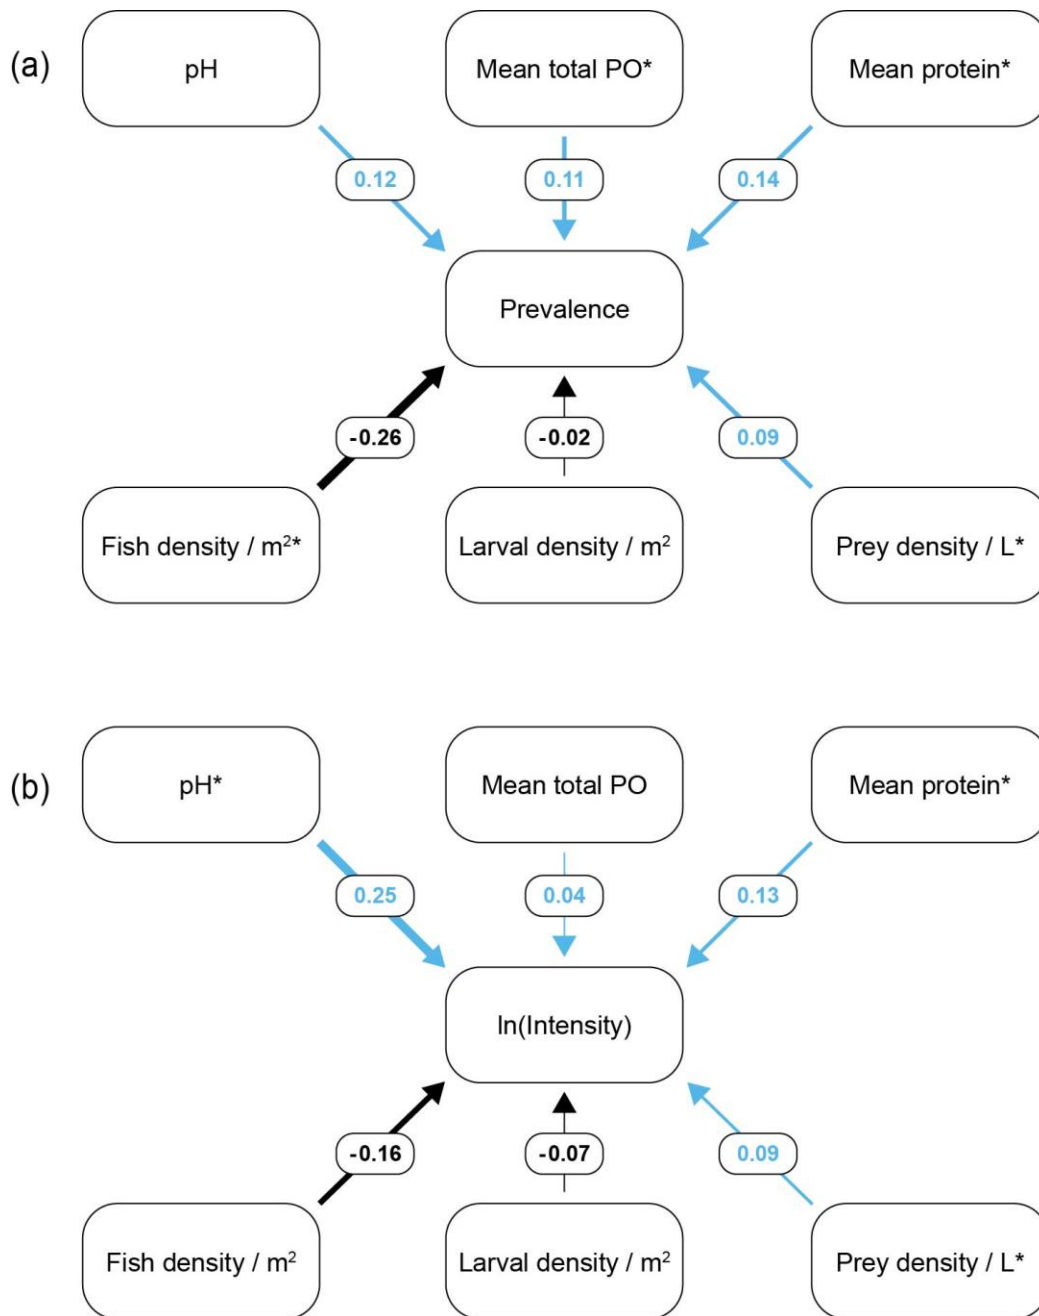 (a)
pH
Mean total PO*
Mean protein*
0.12
0.11
0.14
Prevalence
-0.26
-0.02
0.09
Fish density / m²*
Larval density / m²
Prey density / L*
(b)
pH*
Mean total PO
Mean protein*
0.25
0.04
0.13
ln(Intensity)
-0.16
-0.07
0.09
Fish density / m²
Larval density / m²
Prey density / L*